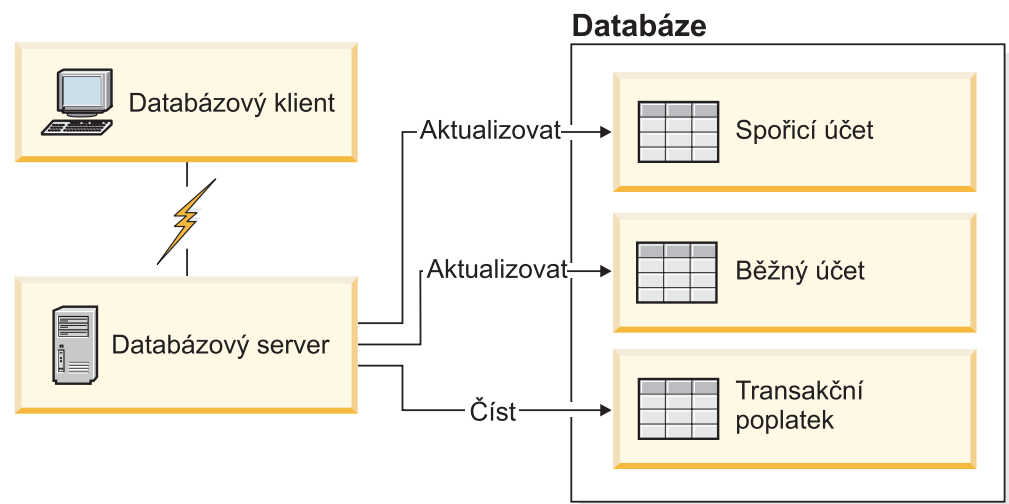 Databáze
Databázový klient
Aktualizovat
Spořicí účet
Aktualizovat
Běžný účet
Databázový server
Číst
Transakční
poplatek